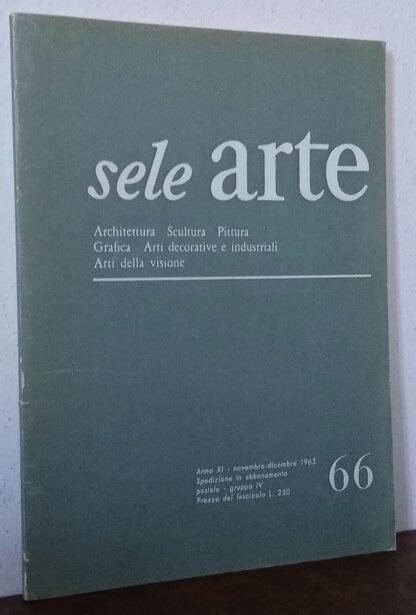 sele arte
Architettura Scultura Pittura
Grafica Arti decorative e industriali
Arti della visione
Anno XI - novembre-dicembre 1963
Spedizione in abbonamento
postale - gruppo IV
Prezzo del fascicolo L. 250
66